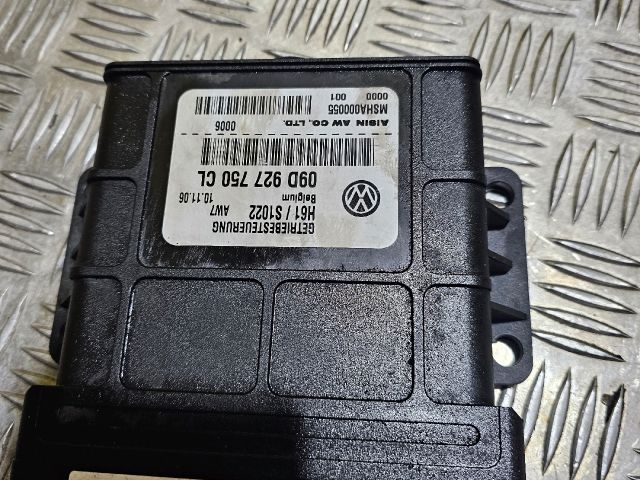 GETRIEBESTEUERUNG
H61 / S1022 AW7
Belgium 10.11.06
09D 927 750 CL
0006
AISIN AW CO., LTD.
MSHA000055 001
0000